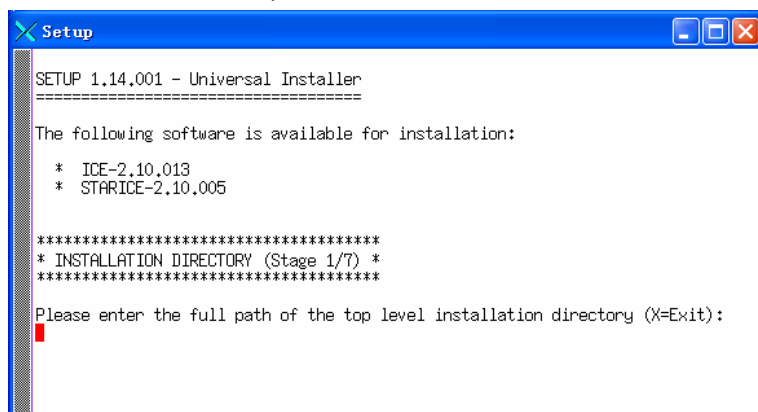 Setup
SETUP 1.14.001 - Universal Installer
====================================
The following software is available for installation:
* ICE-2.10.013
* STARICE-2.10.005
**************************************
* INSTALLATION DIRECTORY (Stage 1/7) *
**************************************
Please enter the full path of the top level installation directory (X=Exit):